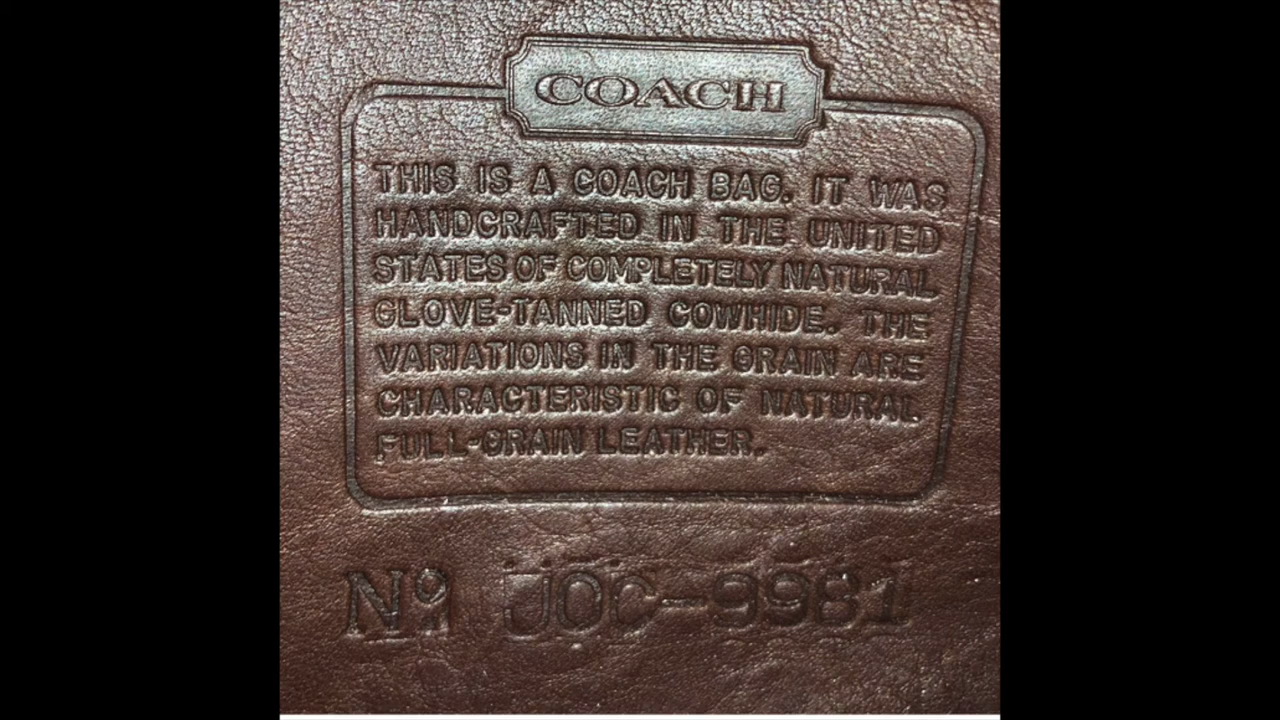 COACH
THIS IS A COACH BAG. IT WAS
HANDCRAFTED IN THE UNITED
STATES OF COMPLETELY NATURAL
GLOVE-TANNED COWHIDE. THE
VARIATIONS IN THE GRAIN ARE
CHARACTERISTIC OF NATURAL
FULL-GRAIN LEATHER.
Nº JOC-9981